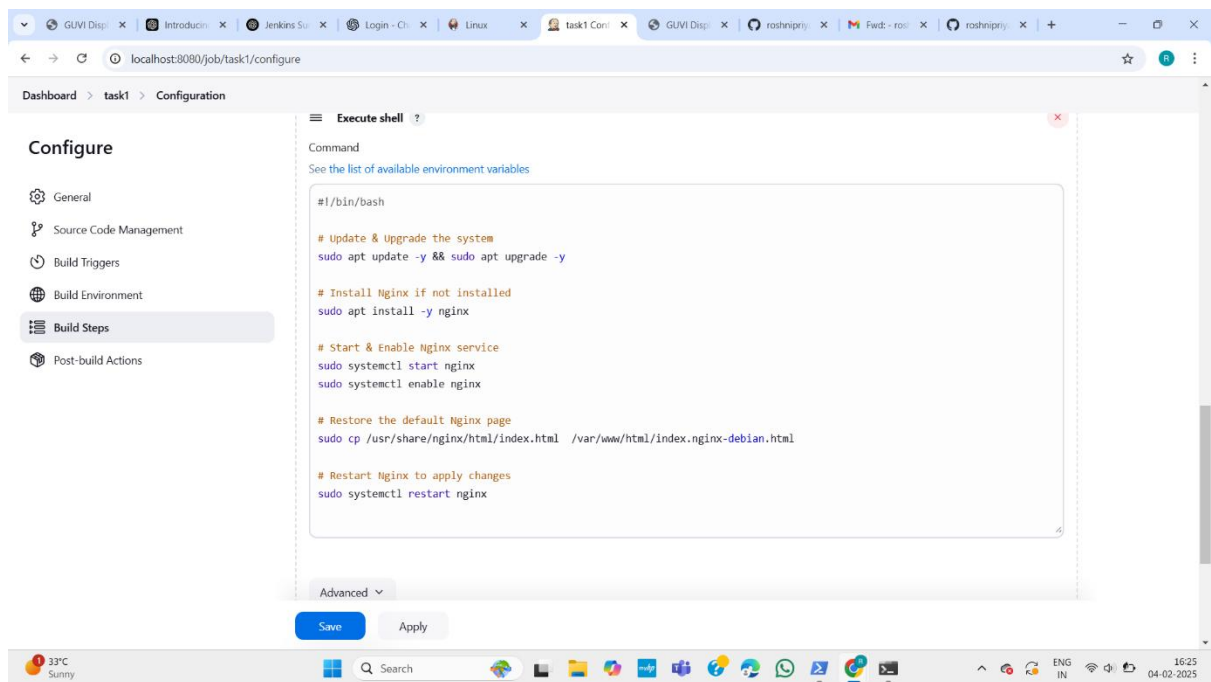 GUVI Displ
Introducin
Jenkins Su
Login - Ch
Linux
task1 Conf
GUVI Displ
roshnipriy
Fwd: - rosh
roshnipriy
localhost:8080/job/task1/configure
R
Dashboard > task1 > Configuration
Configure
General
Source Code Management
Build Triggers
Build Environment
Build Steps
Post-build Actions
Execute shell ?
Command
See the list of available environment variables
#!/bin/bash
# Update & Upgrade the system
sudo apt update -y && sudo apt upgrade -y
# Install Nginx if not installed
sudo apt install -y nginx
# Start & Enable Nginx service
sudo systemctl start nginx
sudo systemctl enable nginx
# Restore the default Nginx page
sudo cp /usr/share/nginx/html/index.html  /var/www/html/index.nginx-debian.html
# Restart Nginx to apply changes
sudo systemctl restart nginx
Advanced
Save
Apply
1
33°C
Sunny
Search
ENG
IN
16:25
04-02-2025